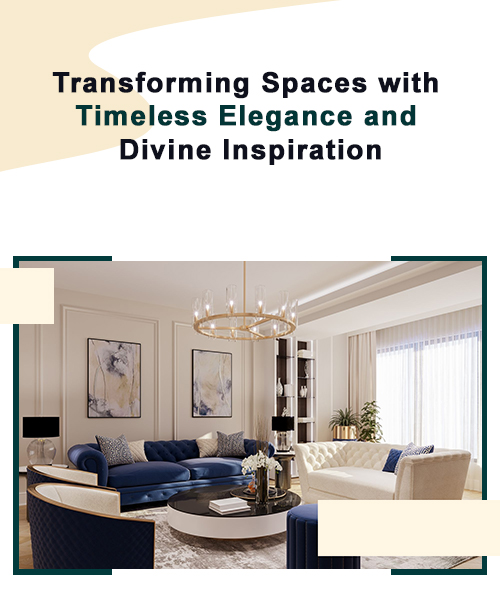 Transforming Spaces with
Timeless Elegance and
Divine Inspiration